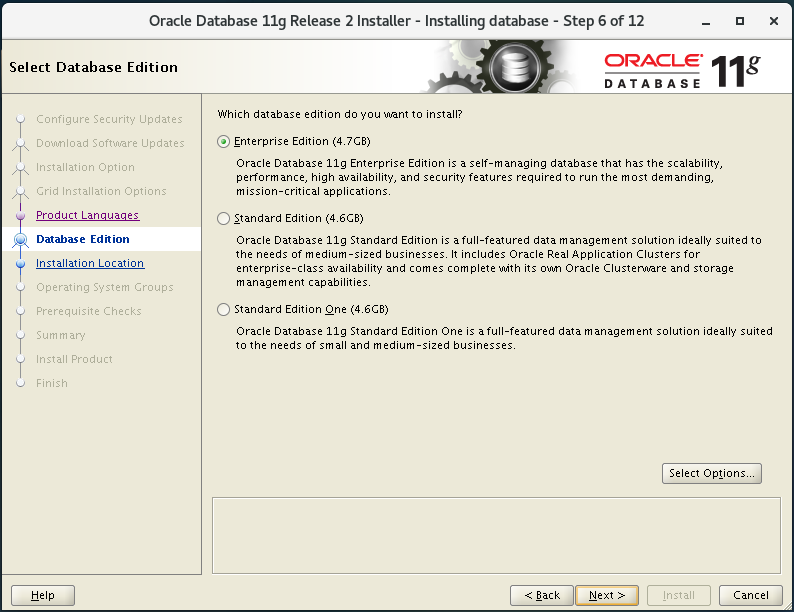 Oracle Database 11g Release 2 Installer - Installing database - Step 6 of 12
Select Database Edition
ORACLE®
DATABASE 11g
Configure Security Updates
Download Software Updates
Installation Option
Grid Installation Options
Product Languages
Database Edition
Installation Location
Operating System Groups
Prerequisite Checks
Summary
Install Product
Finish
Which database edition do you want to install?
Enterprise Edition (4.7GB)
Oracle Database 11g Enterprise Edition is a self-managing database that has the scalability,
performance, high availability, and security features required to run the most demanding,
mission-critical applications.
Standard Edition (4.6GB)
Oracle Database 11g Standard Edition is a full-featured data management solution ideally suited to
the needs of medium-sized businesses. It includes Oracle Real Application Clusters for
enterprise-class availability and comes complete with its own Oracle Clusterware and storage
management capabilities.
Standard Edition One (4.6GB)
Oracle Database 11g Standard Edition One is a full-featured data management solution ideally suited
to the needs of small and medium-sized businesses.
Select Options...
Help
< Back
Next >
Install
Cancel